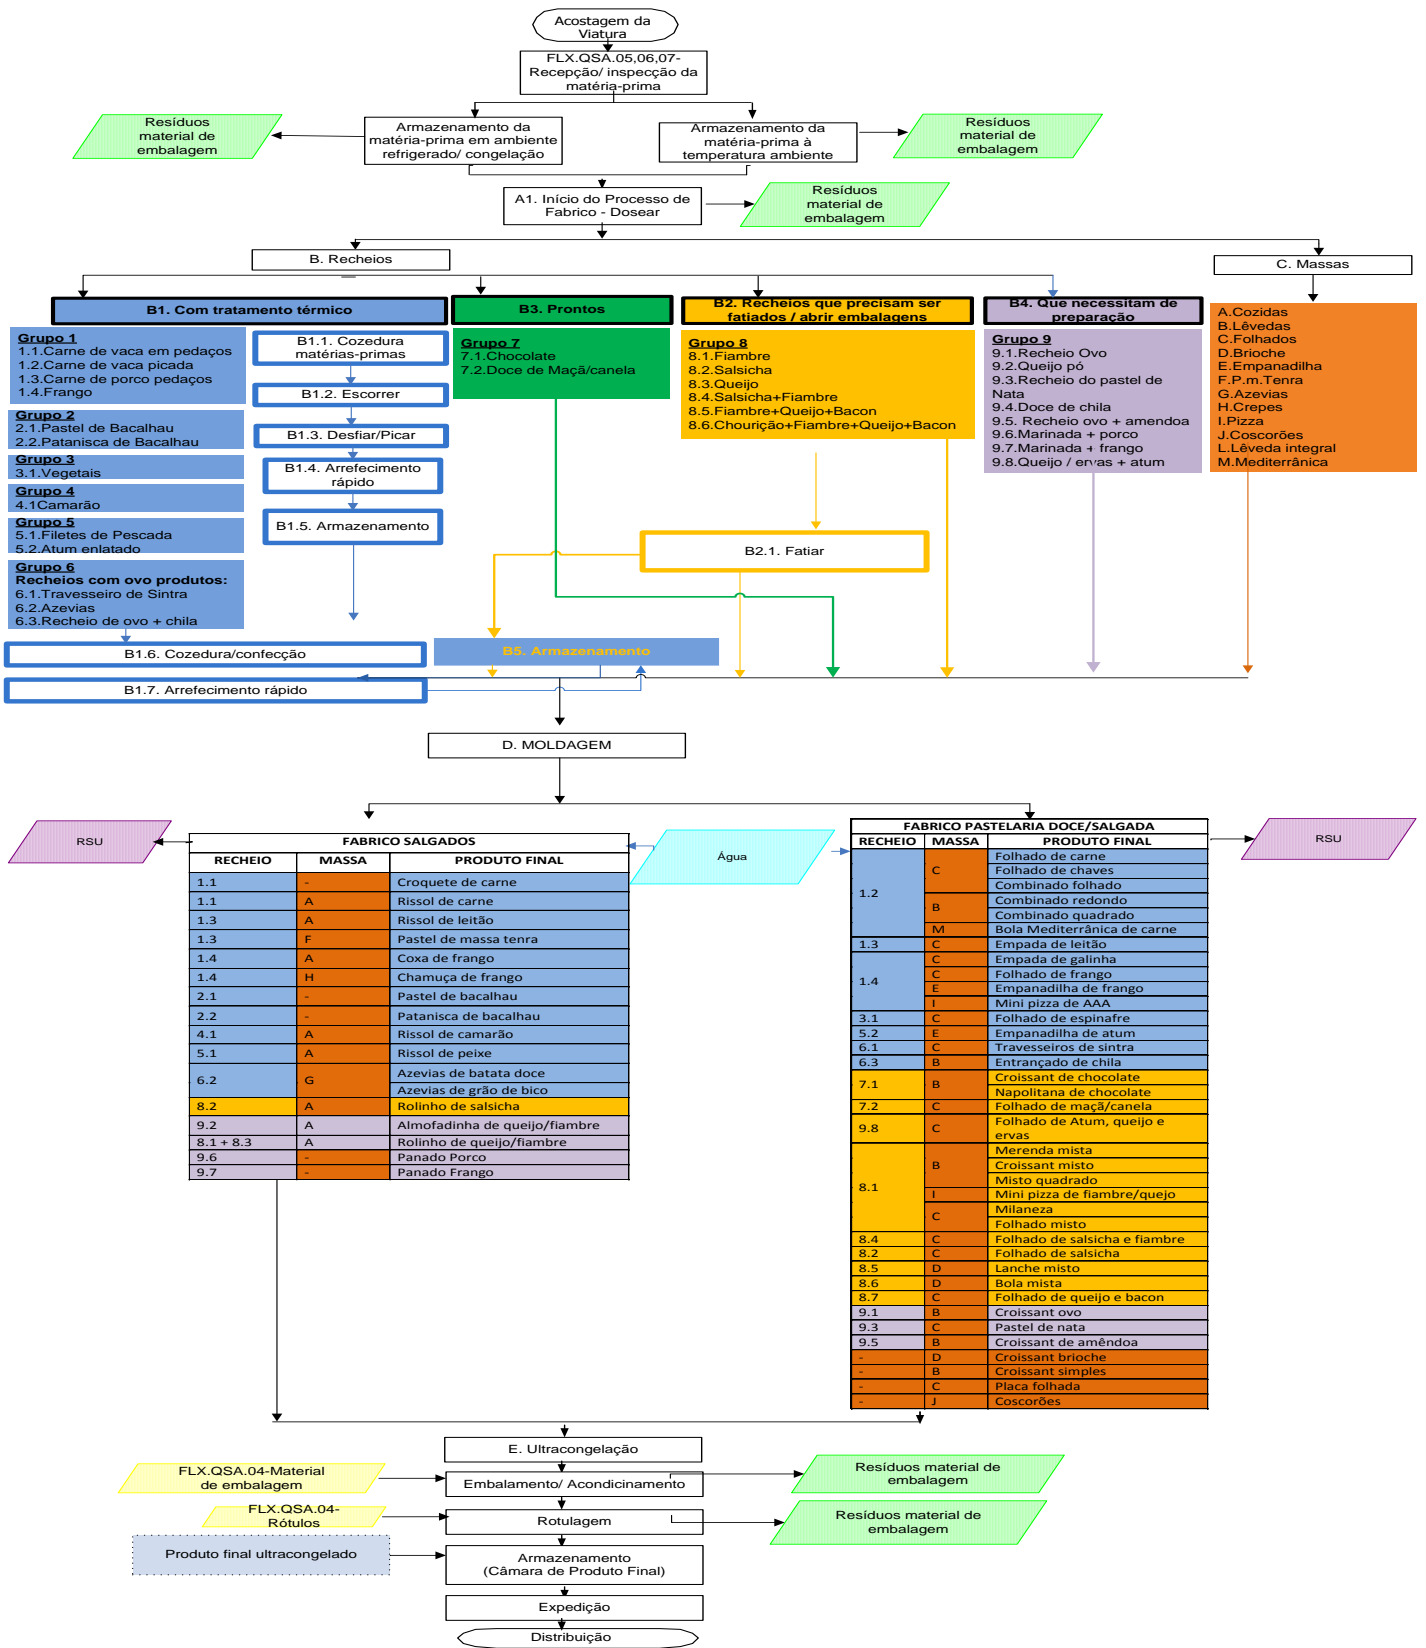 Acostagem da
Viatura
FLX.QSA.05,06,07-
Recepção/ inspecção da
matéria-prima
Resíduos
material de
embalagem
Armazenamento da
matéria-prima em ambiente
refrigerado/ congelação
Armazenamento da
matéria-prima à
temperatura ambiente
Resíduos
material de
embalagem
A1. Início do Processo de
Fabrico - Dosear
Resíduos
material de
embalagem
B. Recheios
C. Massas
B1. Com tratamento térmico
B3. Prontos
B2. Recheios que precisam ser
fatiados / abrir embalagens
B4. Que necessitam de
preparação
Grupo 1
1.1.Carne de vaca em pedaços
1.2.Carne de vaca picada
1.3.Carne de porco pedaços
1.4.Frango
Grupo 2
2.1.Pastel de Bacalhau
2.2.Patanisca de Bacalhau
Grupo 3
3.1.Vegetais
Grupo 4
4.1Camarão
Grupo 5
5.1.Filetes de Pescada
5.2.Atum enlatado
Grupo 6
Recheios com ovo produtos:
6.1.Travesseiro de Sintra
6.2.Azevias
6.3.Recheio de ovo + chila
B1.1. Cozedura
matérias-primas
B1.2. Escorrer
B1.3. Desfiar/Picar
B1.4. Arrefecimento
rápido
B1.5. Armazenamento
Grupo 7
7.1.Chocolate
7.2.Doce de Maçã/canela
Grupo 8
8.1.Fiambre
8.2.Salsicha
8.3.Queijo
8.4.Salsicha+Fiambre
8.5.Fiambre+Queijo+Bacon
8.6.Chourição+Fiambre+Queijo+Bacon
Grupo 9
9.1.Recheio Ovo
9.2.Queijo pó
9.3.Recheio do pastel de
Nata
9.4.Doce de chila
9.5. Recheio ovo + amendoa
9.6.Marinada + porco
9.7.Marinada + frango
9.8.Queijo / ervas + atum
A.Cozidas
B.Lêvedas
C.Folhados
D.Brioche
E.Empanadilha
F.P.m.Tenra
G.Azevias
H.Crepes
I.Pizza
J.Coscorões
L.Lêveda integral
M.Mediterrânica
B2.1. Fatiar
B1.6. Cozedura/confecção
B5. Armazenamento
B1.7. Arrefecimento rápido
D. MOLDAGEM
RSU
FABRICO SALGADOS
RECHEIO MASSA PRODUTO FINAL
1.1 - Croquete de carne
1.1 A Rissol de carne
1.3 A Rissol de leitão
1.3 F Pastel de massa tenra
1.4 A Coxa de frango
1.4 H Chamuça de frango
2.1 - Pastel de bacalhau
2.2 - Patanisca de bacalhau
4.1 A Rissol de camarão
5.1 A Rissol de peixe
6.2 G Azevias de batata doce
Azevias de grão de bico
8.2 A Rolinho de salsicha
9.2 A Almofadinha de queijo/fiambre
8.1 + 8.3 A Rolinho de queijo/fiambre
9.6 - Panado Porco
9.7 - Panado Frango
Água
FABRICO PASTELARIA DOCE/SALGADA
RECHEIO MASSA PRODUTO FINAL
1.2 C Folhado de carne
Folhado de chaves
Combinado folhado
B Combinado redondo
Combinado quadrado
M Bola Mediterrânica de carne
1.3 C Empada de leitão
1.4 C Empada de galinha
C Folhado de frango
E Empanadilha de frango
I Mini pizza de AAA
3.1 C Folhado de espinafre
5.2 E Empanadilha de atum
6.1 C Travesseiros de sintra
6.3 B Entrançado de chila
7.1 B Croissant de chocolate
Napolitana de chocolate
7.2 C Folhado de maçã/canela
9.8 C Folhado de Atum, queijo e
ervas
8.1 B Merenda mista
Croissant misto
Misto quadrado
I Mini pizza de fiambre/quejo
C Milaneza
Folhado misto
8.4 C Folhado de salsicha e fiambre
8.2 C Folhado de salsicha
8.5 D Lanche misto
8.6 D Bola mista
8.7 C Folhado de queijo e bacon
9.1 B Croissant ovo
9.3 C Pastel de nata
9.5 B Croissant de amêndoa
- D Croissant brioche
- B Croissant simples
- C Placa folhada
- J Coscorões
RSU
E. Ultracongelação
FLX.QSA.04-Material
de embalagem
Embalamento/ Acondicinamento
Resíduos material de
embalagem
FLX.QSA.04-
Rótulos
Rotulagem
Resíduos material de
embalagem
Produto final ultracongelado
Armazenamento
(Câmara de Produto Final)
Expedição
Distribuição